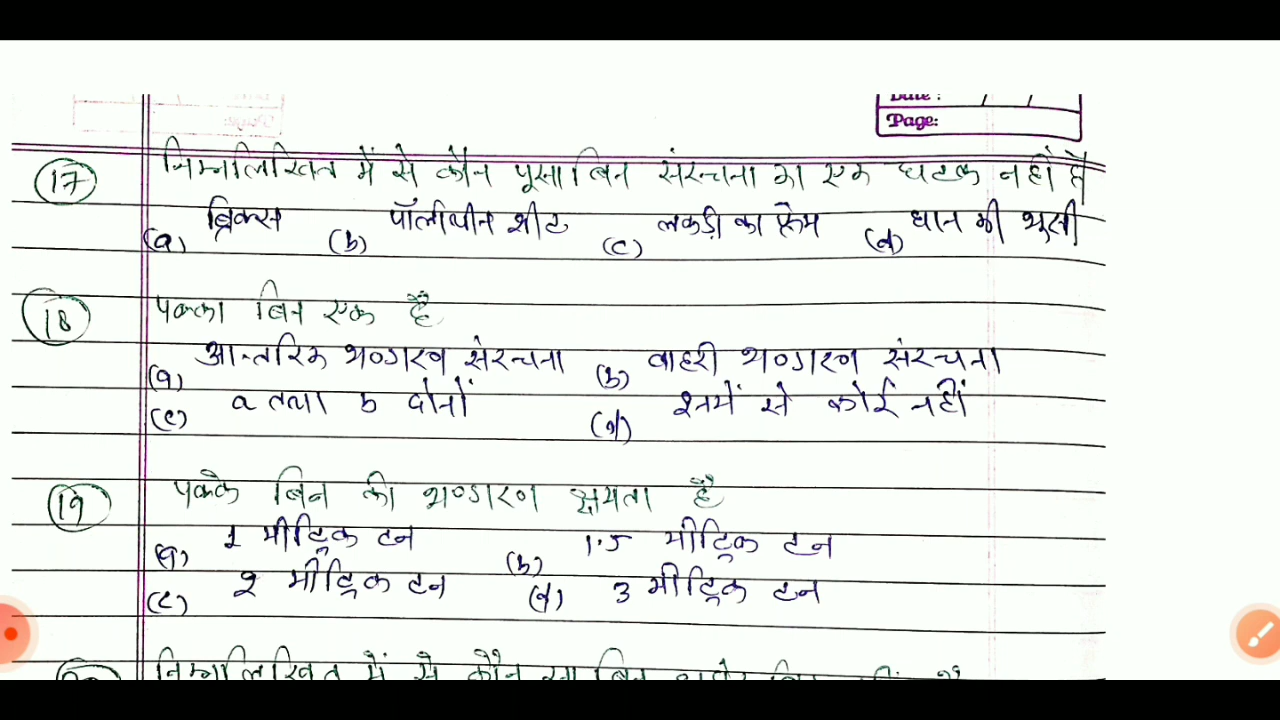 Date : / /
Page:
17 निम्नलिखित में से कौन पूसा बिन संरचना का एक घटक नहीं है
(a) ब्रिक्स (b) पॉलीथीन शीट (c) लकड़ी का फ्रेम (d) धान की भूसी
18 पक्का बिन एक है
(a) आन्तरिक भण्डारण संरचना (b) बाहरी भण्डारण संरचना
(c) a तथा b दोनों (d) इनमें से कोई नहीं
19 पक्के बिन की भण्डारण क्षमता है
(a) 1 मीट्रिक टन (b) 1.5 मीट्रिक टन
(c) 2 मीट्रिक टन (d) 3 मीट्रिक टन
निम्नलिखित में से कौन सा बिन